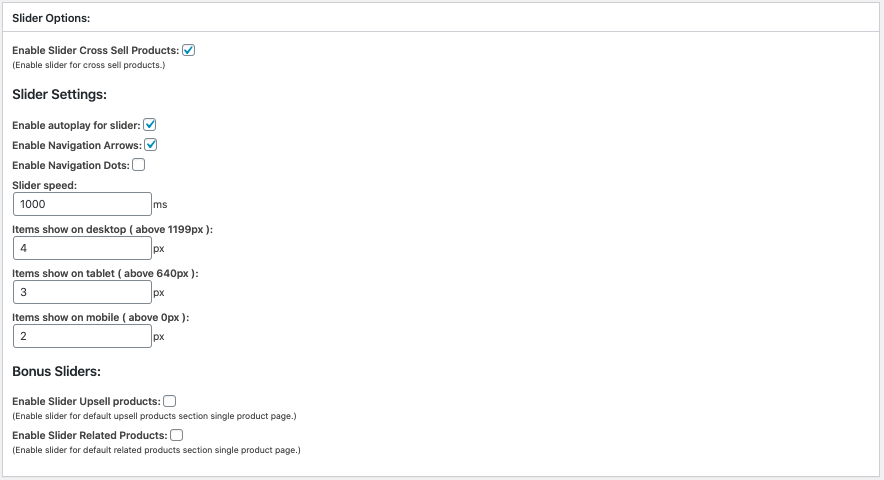 Slider Options:
Enable Slider Cross Sell Products:
(Enable slider for cross sell products.)
Slider Settings:
Enable autoplay for slider:
Enable Navigation Arrows:
Enable Navigation Dots:
Slider speed:
1000 ms
Items show on desktop ( above 1199px ):
4 px
Items show on tablet ( above 640px ):
3 px
Items show on mobile ( above 0px ):
2 px
Bonus Sliders:
Enable Slider Upsell products:
(Enable slider for default upsell products section single product page.)
Enable Slider Related Products:
(Enable slider for default related products section single product page.)